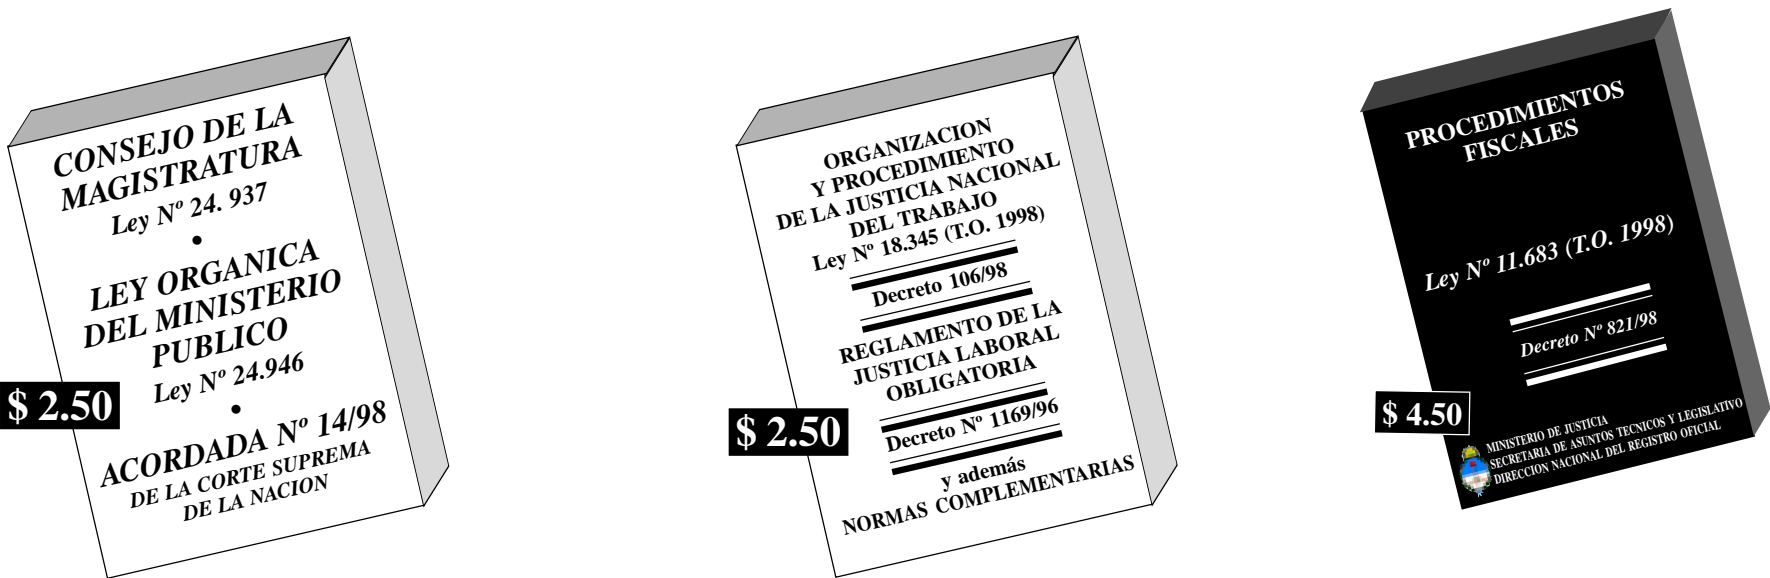 CONSEJO DE LA
MAGISTRATURA
Ley Nº 24. 937
•
LEY ORGANICA
DEL MINISTERIO
PUBLICO
Ley Nº 24.946
•
$ 2.50
ACORDADA Nº 14/98
DE LA CORTE SUPREMA
DE LA NACION
ORGANIZACION
Y PROCEDIMIENTO
DE LA JUSTICIA NACIONAL
DEL TRABAJO
Ley Nº 18.345 (T.O. 1998)
Decreto 106/98
REGLAMENTO DE LA
JUSTICIA LABORAL
OBLIGATORIA
$ 2.50
Decreto Nº 1169/96
y además
NORMAS COMPLEMENTARIAS
PROCEDIMIENTOS
FISCALES
Ley Nº 11.683 (T.O. 1998)
Decreto Nº 821/98
$ 4.50
MINISTERIO DE JUSTICIA
SECRETARIA DE ASUNTOS TECNICOS Y LEGISLATIVO
DIRECCION NACIONAL DEL REGISTRO OFICIAL